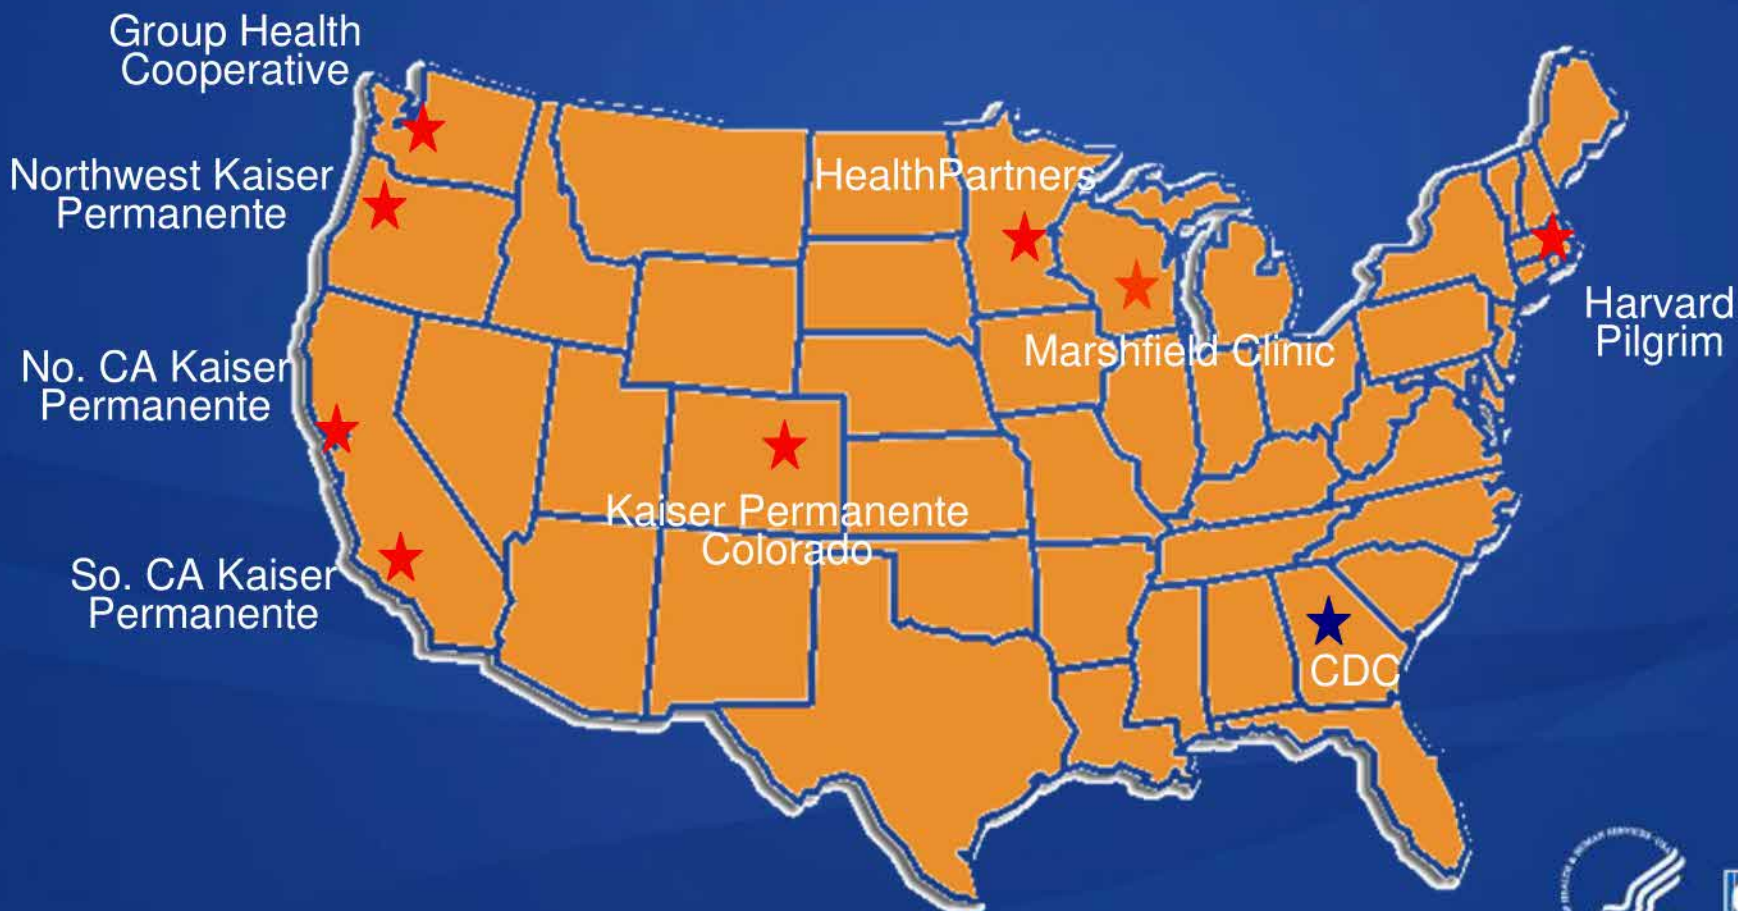 Group Health
Cooperative
Northwest Kaiser
Permanente
HealthPartners
Harvard
Pilgrim
Marshfield Clinic
No. CA Kaiser
Permanente
Kaiser Permanente
Colorado
So. CA Kaiser
Permanente
CDC